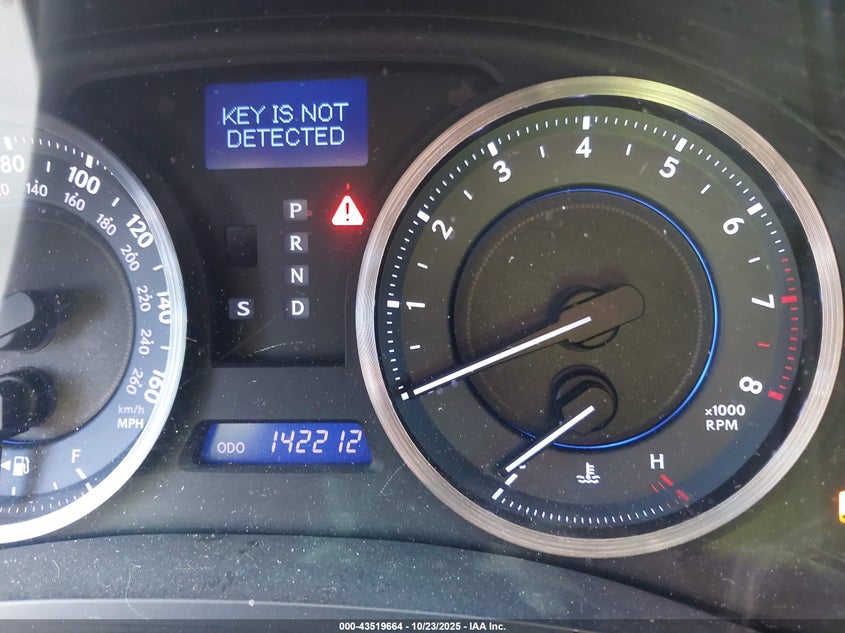 KEY IS NOT
DETECTED
P
R
N
S D
80 100 120 140 160
120 140 160 180 200 220 240 260
km/h
MPH
F
ODO 142212
1 2 3 4 5 6 7 8
x1000
RPM
H
000-43519664 - 10/23/2025 - IAA Inc.